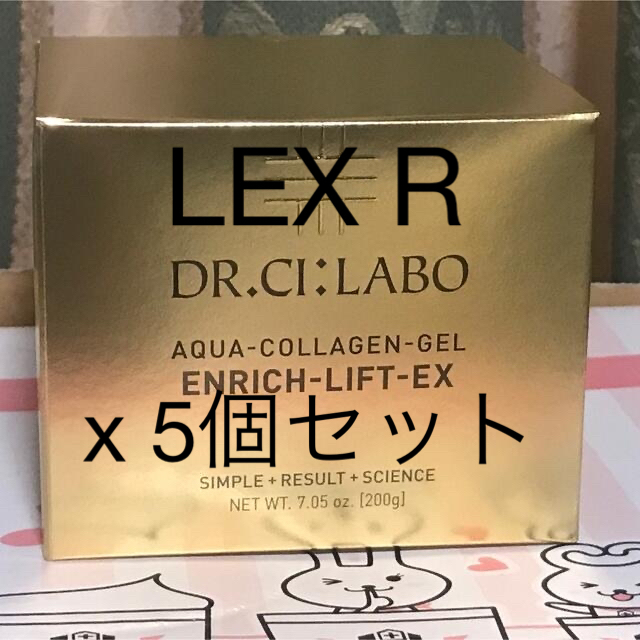 LEX R
DR.CI:LABO
AQUA-COLLAGEN-GEL
ENRICH-LIFT-EX
x 5個セット
SIMPLE + RESULT + SCIENCE
NET WT. 7.05 oz. [200g]